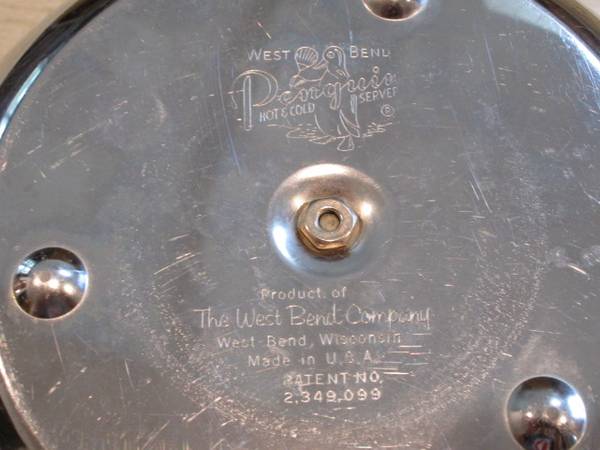 WEST BEND
Penguin
HOT & COLD SERVER
®
Product of
The West Bend Company
West Bend, Wisconsin
Made in U.S.A.
PATENT NO.
2,349,099